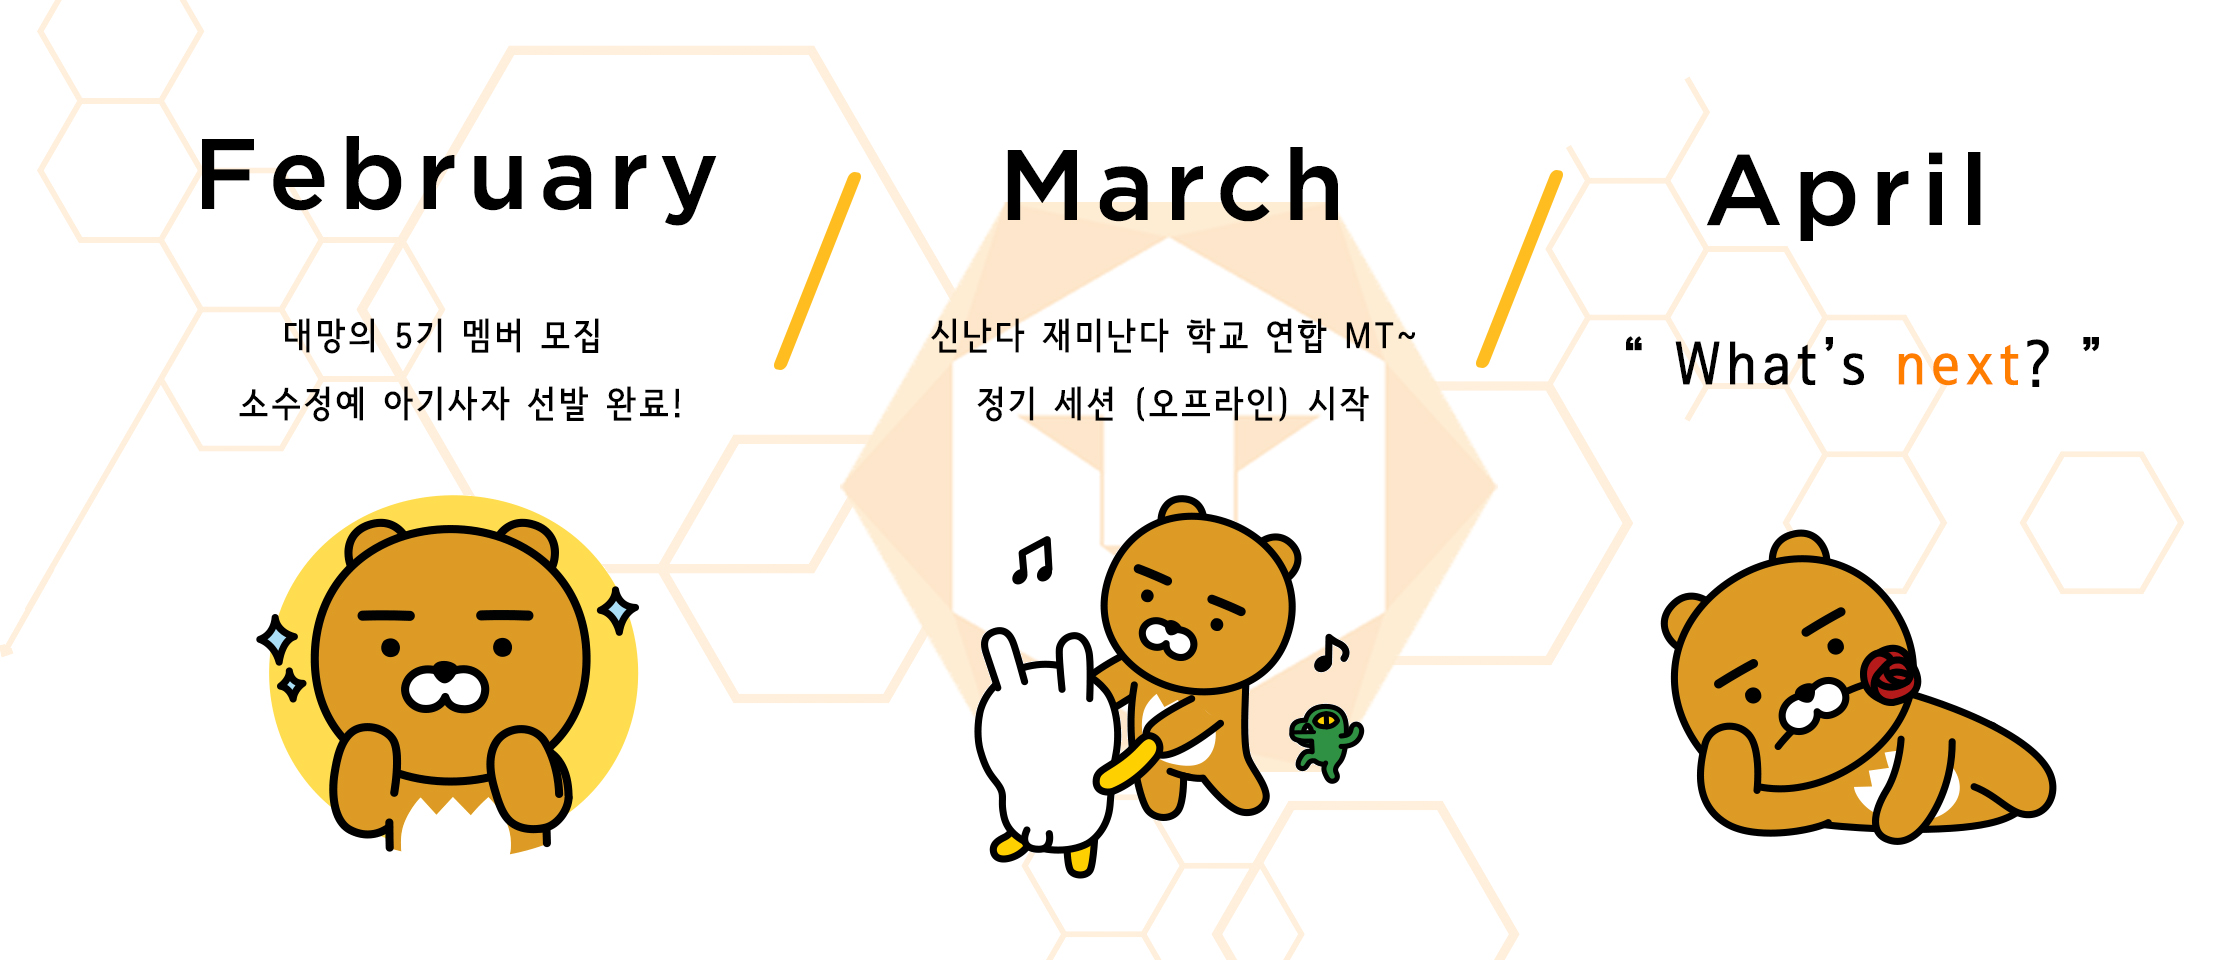 February
대망의 5기 멤버 모집
소수정예 아기사자 선발 완료!
March
신난다 재미난다 학교 연합 MT~
정기 세션 (오프라인) 시작
April
“ What’s next? ”